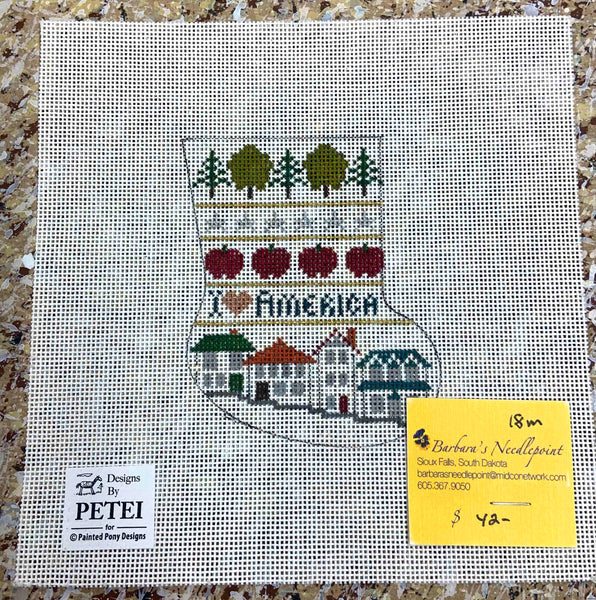 I ♥ AMERICA
Designs
By
PETEI
for
© Painted Pony Designs
18m
Barbara's Needlepoint
Sioux Falls, South Dakota
barbarasneedlepoint@midconetwork.com
605.367.9050
$ 42-